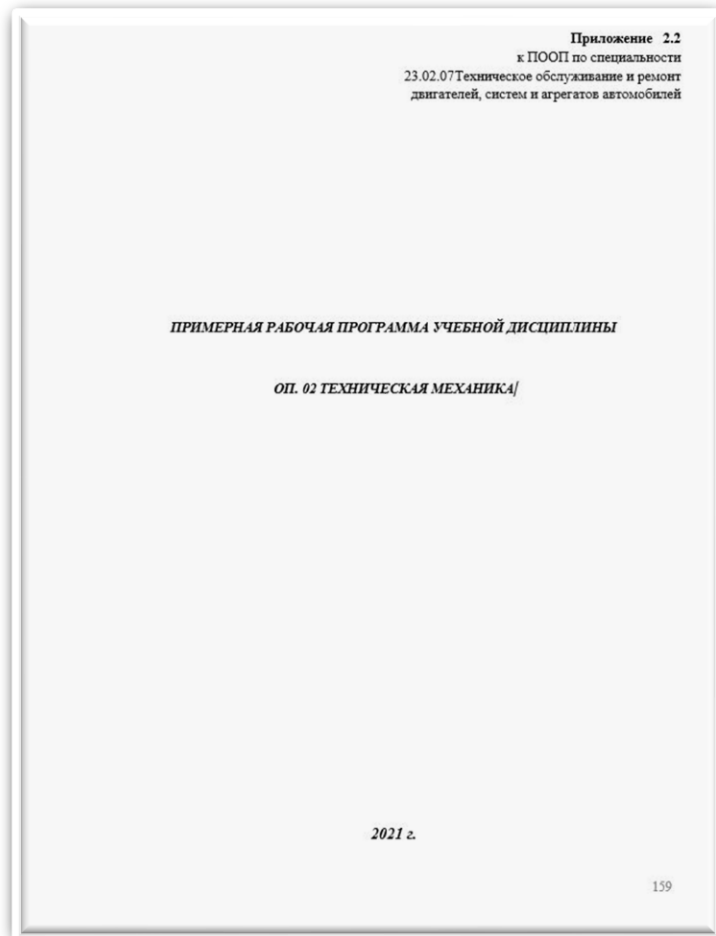 Приложение 2.2
к ПООП по специальности
23.02.07Техническое обслуживание и ремонт
двигателей, систем и агрегатов автомобилей
ПРИМЕРНАЯ РАБОЧАЯ ПРОГРАММА УЧЕБНОЙ ДИСЦИПЛИНЫ
ОП. 02 ТЕХНИЧЕСКАЯ МЕХАНИКА
2021 г.
159